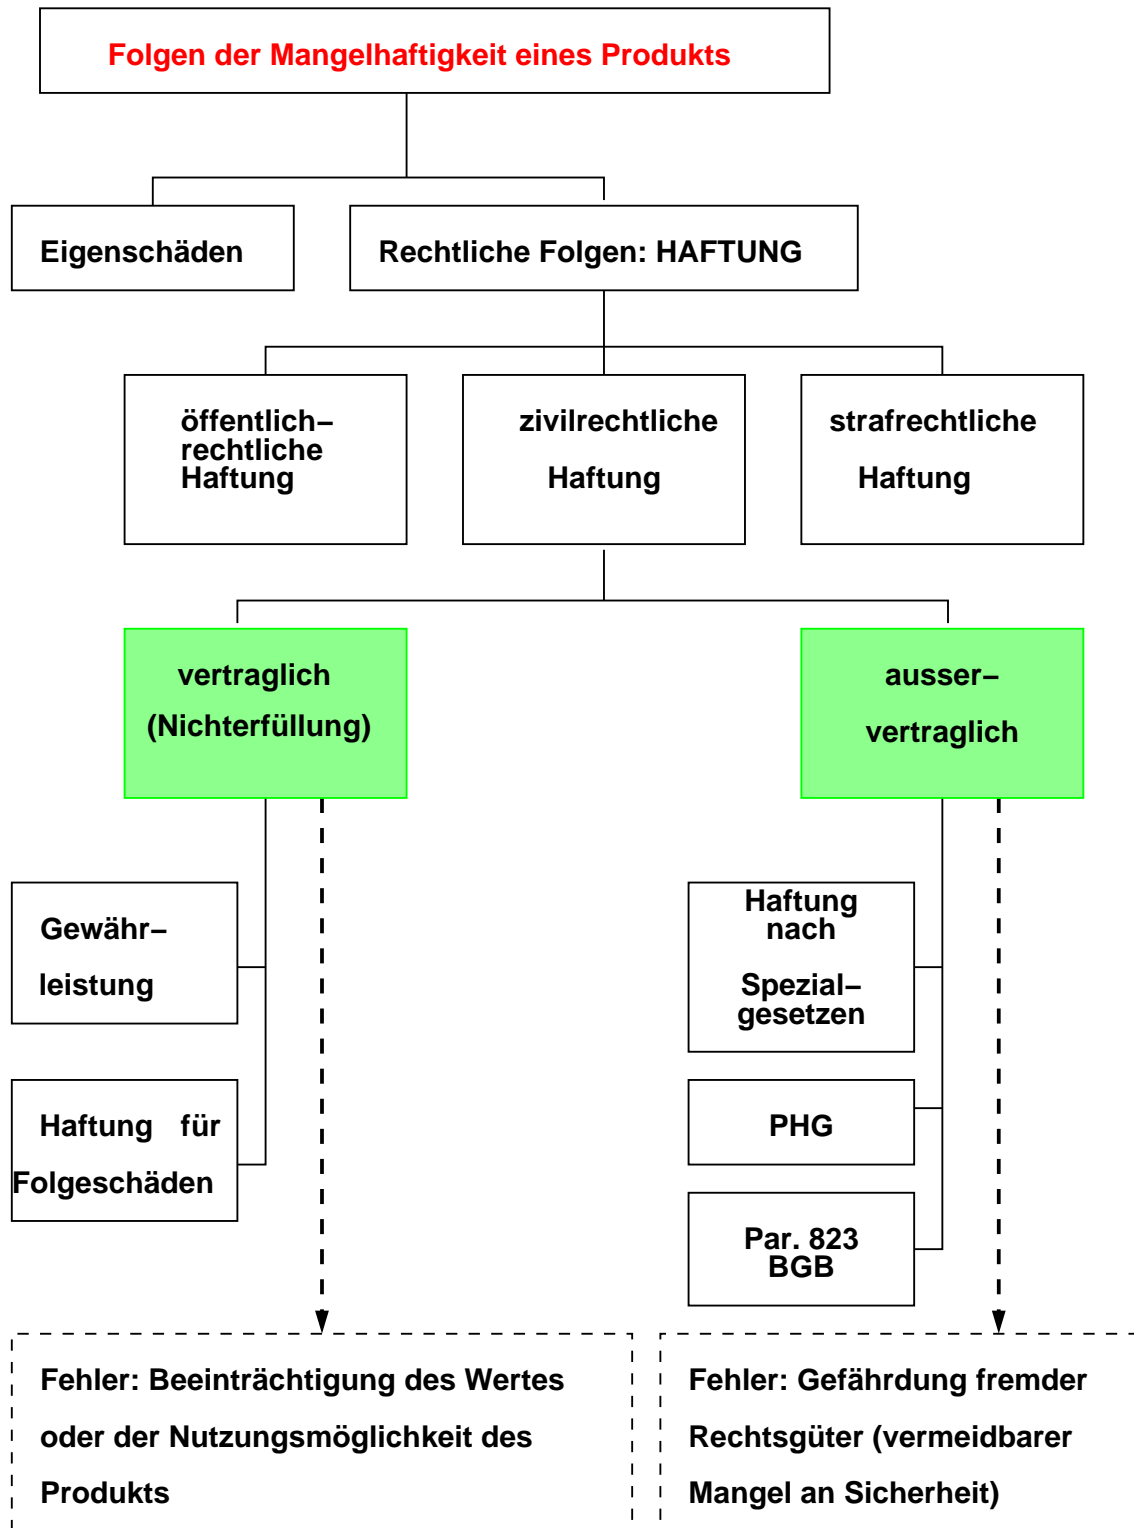 Folgen der Mangelhaftigkeit eines Produkts
Eigenschäden
Rechtliche Folgen: HAFTUNG
öffentlich–
rechtliche
Haftung
zivilrechtliche
Haftung
strafrechtliche
Haftung
vertraglich
(Nichterfüllung)
ausser–
vertraglich
Gewähr–
leistung
Haftung für
Folgeschäden
Haftung
nach
Spezial–
gesetzen
PHG
Par. 823
BGB
Fehler: Beeinträchtigung des Wertes
oder der Nutzungsmöglichkeit des
Produkts
Fehler: Gefährdung fremder
Rechtsgüter (vermeidbarer
Mangel an Sicherheit)